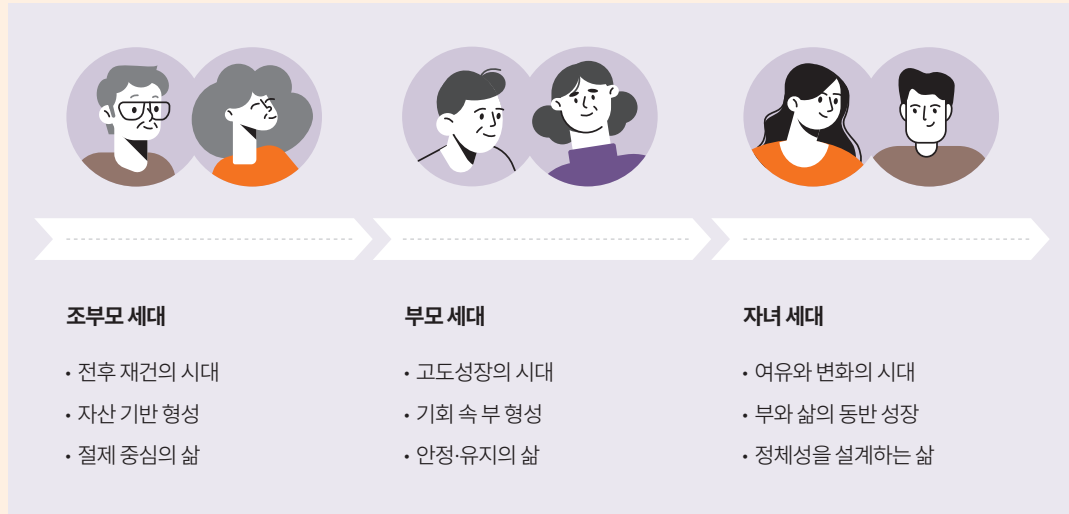 조부모 세대
• 전후 재건의 시대
• 자산 기반 형성
• 절제 중심의 삶
부모 세대
• 고도성장의 시대
• 기회 속 부 형성
• 안정·유지의 삶
자녀 세대
• 여유와 변화의 시대
• 부와 삶의 동반 성장
• 정체성을 설계하는 삶